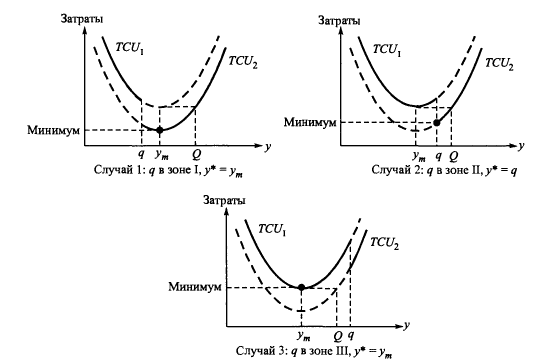 Затраты
TCU1
TCU2
Минимум
q ym Q y
Случай 1: q в зоне I, y* = ym
Затраты
TCU1
TCU2
Минимум
ym q Q y
Случай 2: q в зоне II, y* = q
Затраты
TCU1
TCU2
Минимум
ym Q q y
Случай 3: q в зоне III, y* = ym